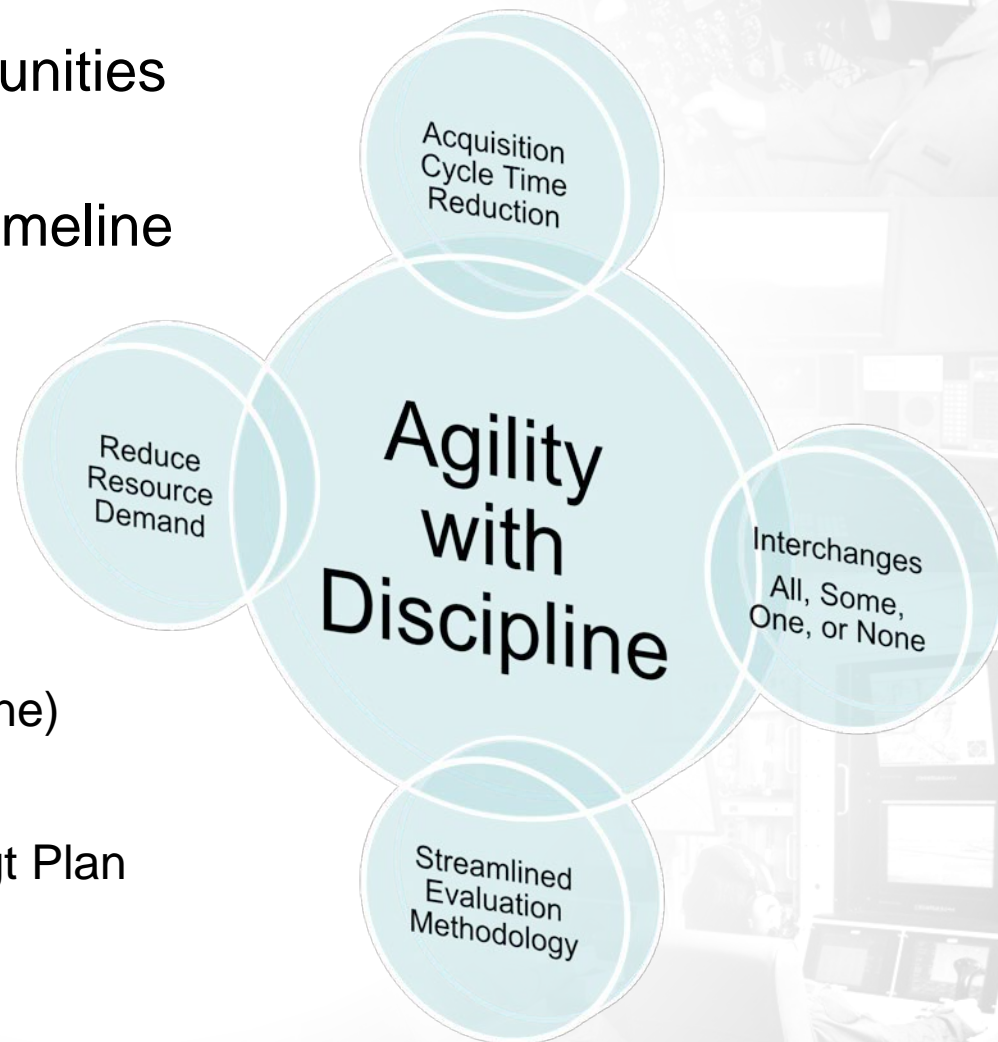 unities
meline
ne)
gt Plan
Acquisition
Cycle Time
Reduction
Reduce
Resource
Demand
Agility
with
Discipline
Interchanges
All, Some,
One, or None
Streamlined
Evaluation
Methodology